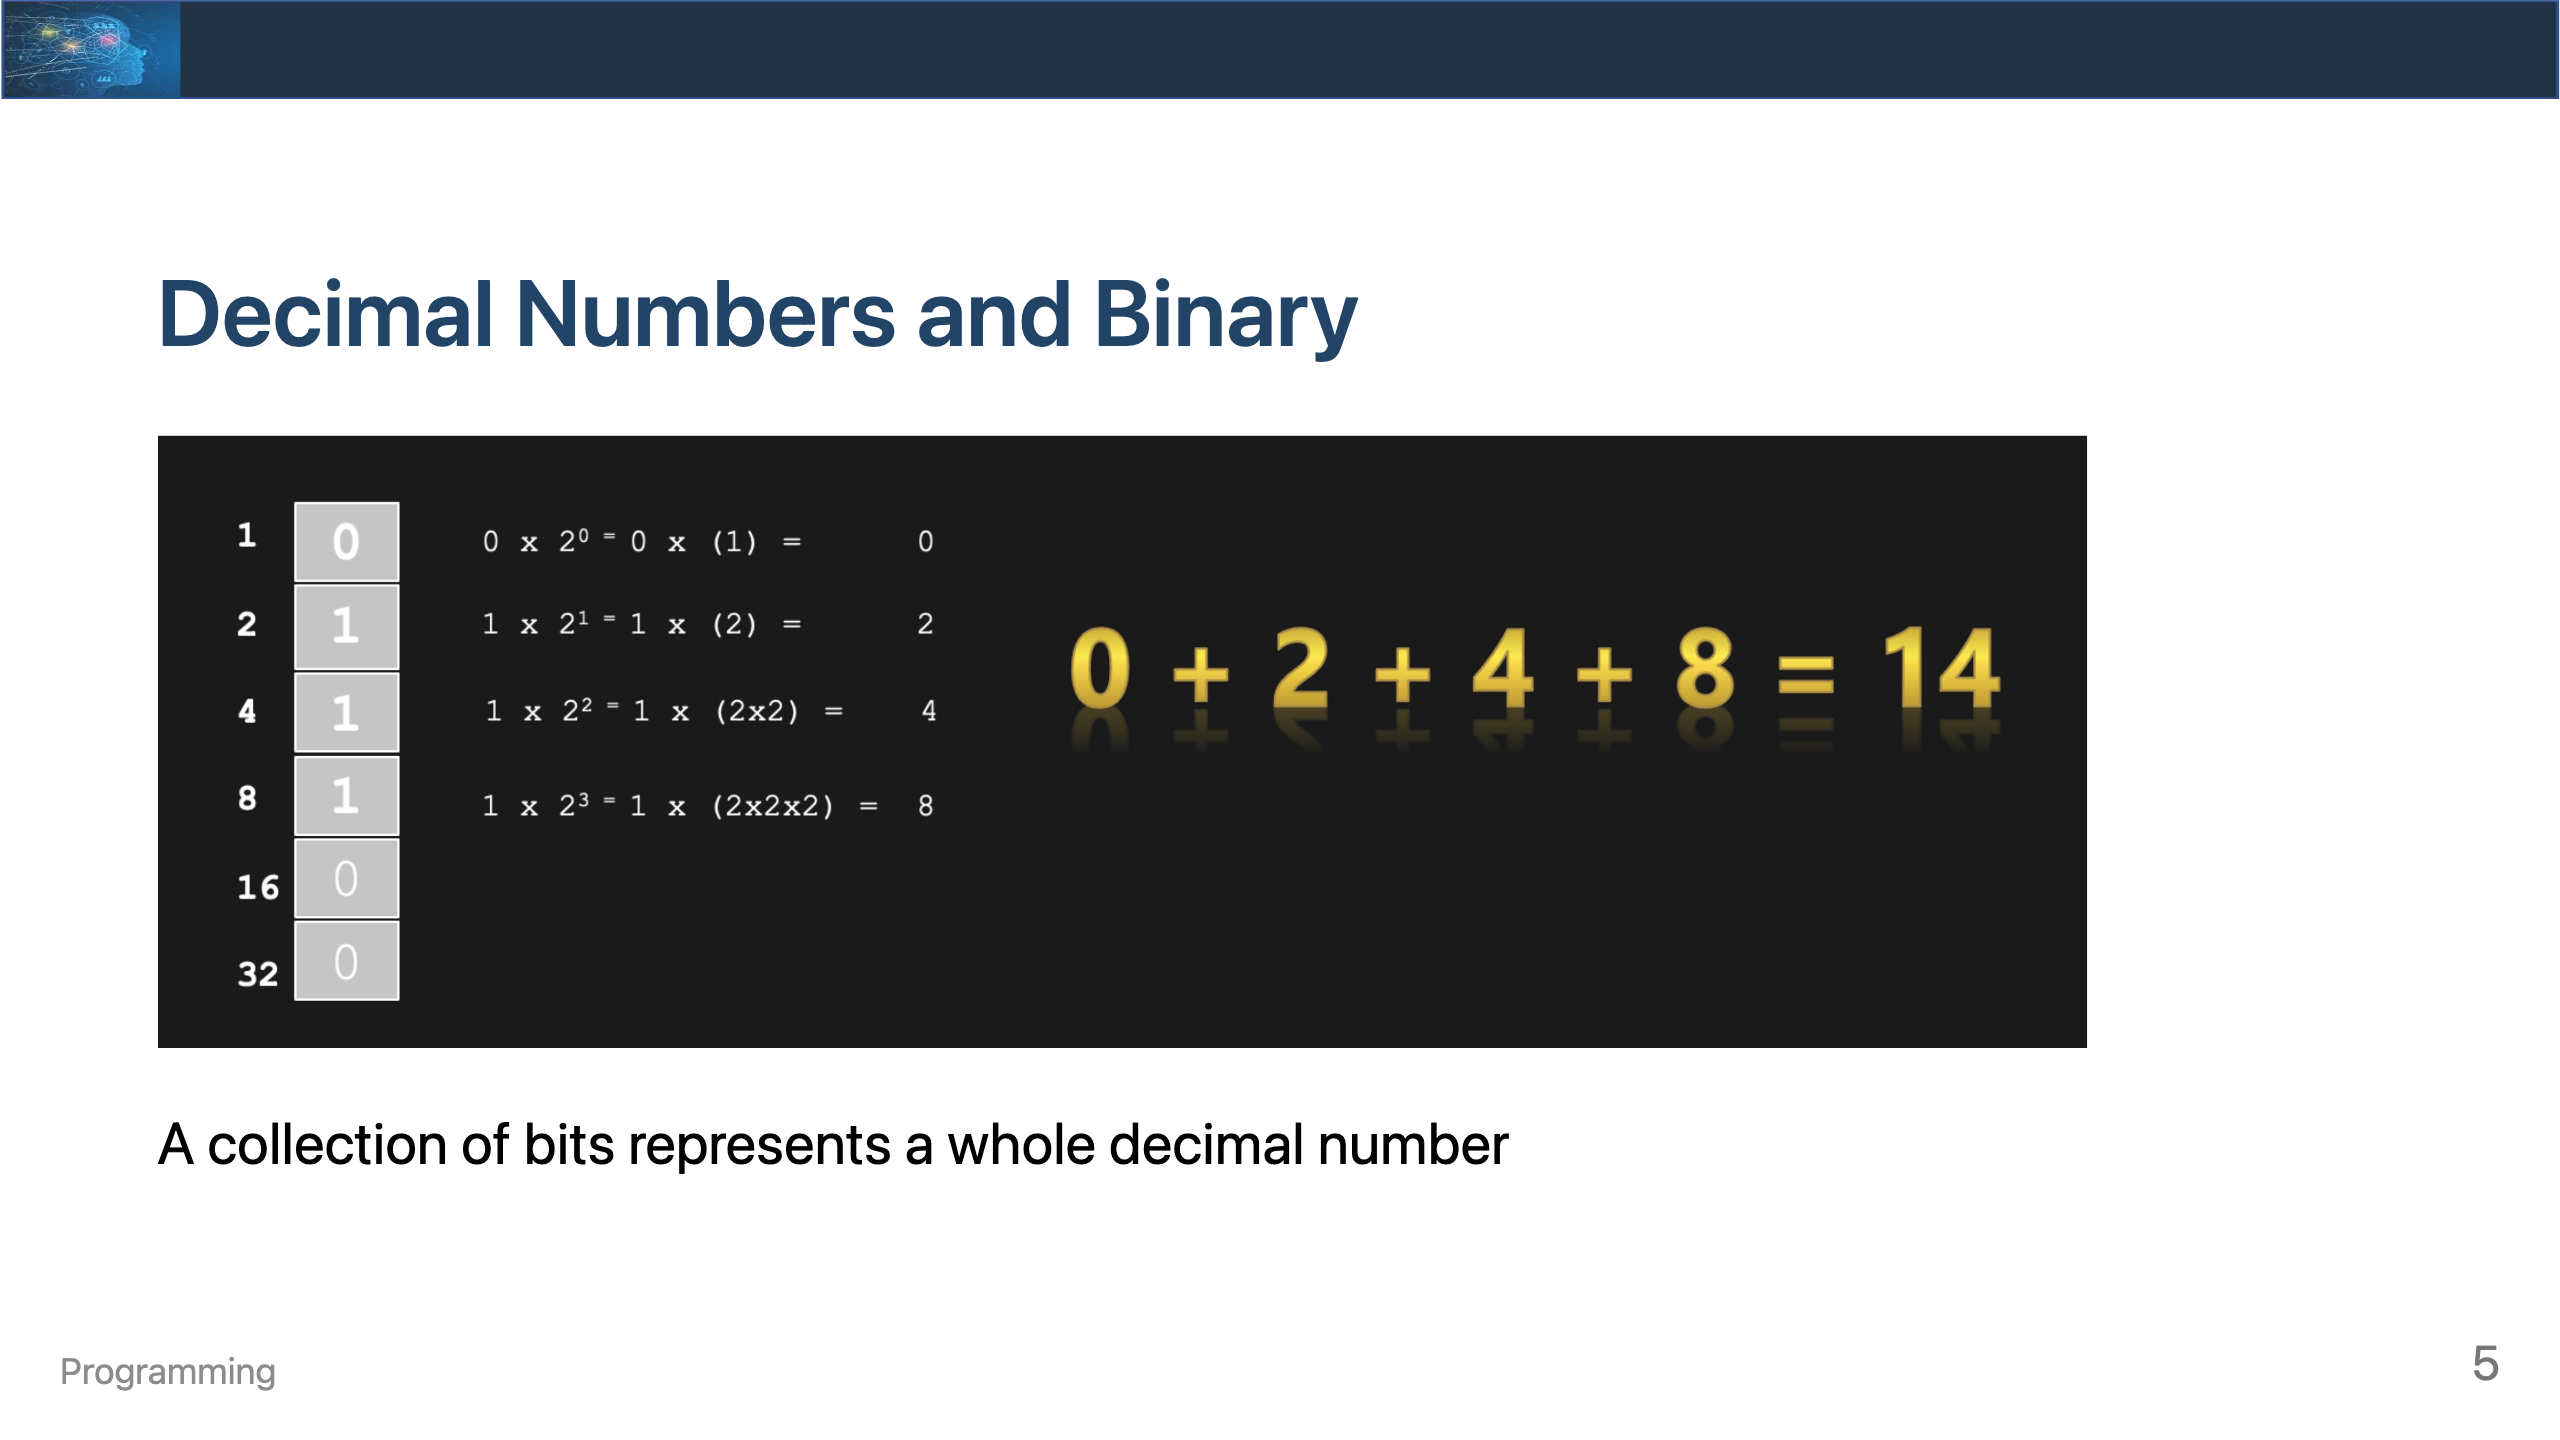 Decimal Numbers and Binary
1 0 0 x 2⁰ = 0 x (1) = 0
2 1 1 x 2¹ = 1 x (2) = 2
0 + 2 + 4 + 8 = 14
4 1 1 x 2² = 1 x (2x2) = 4
8 1 1 x 2³ = 1 x (2x2x2) = 8
16 0
32 0
A collection of bits represents a whole decimal number
Programming
5